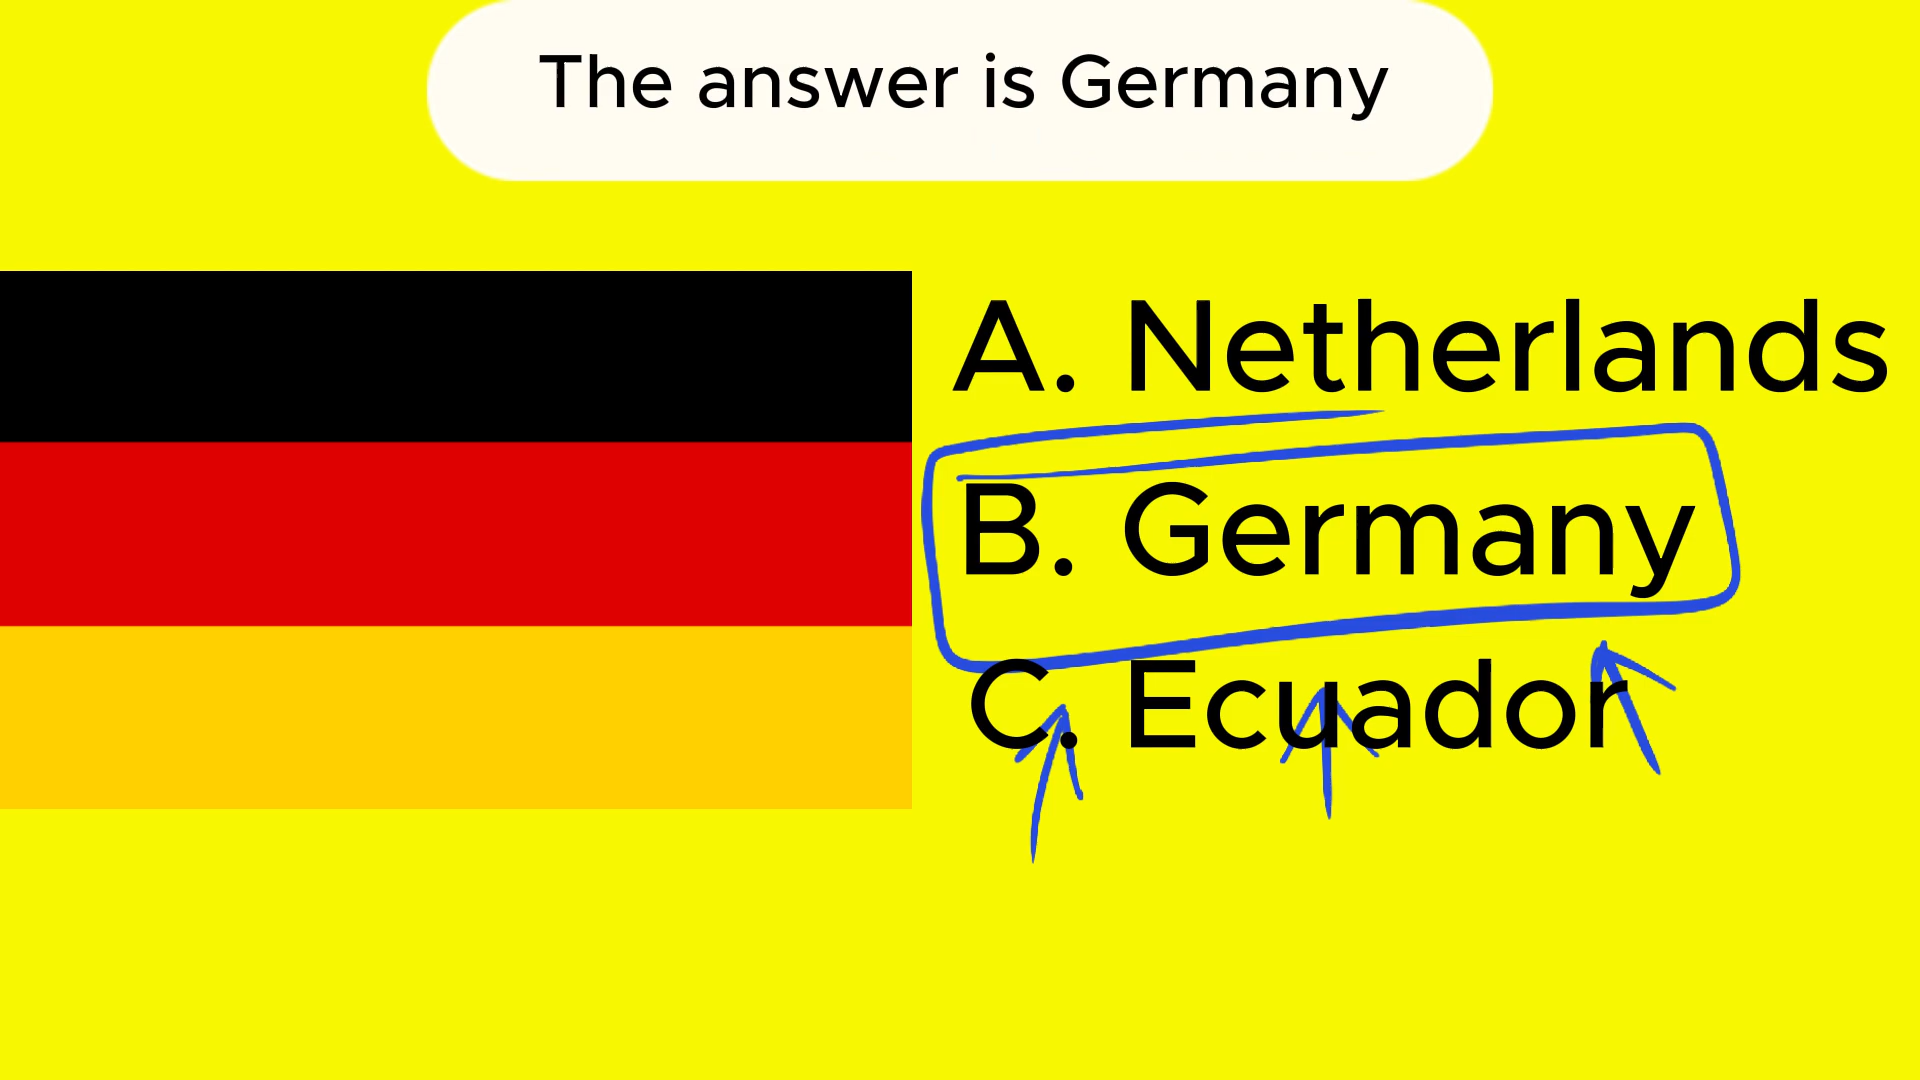 The answer is Germany
A. Netherlands
B. Germany
C. Ecuador